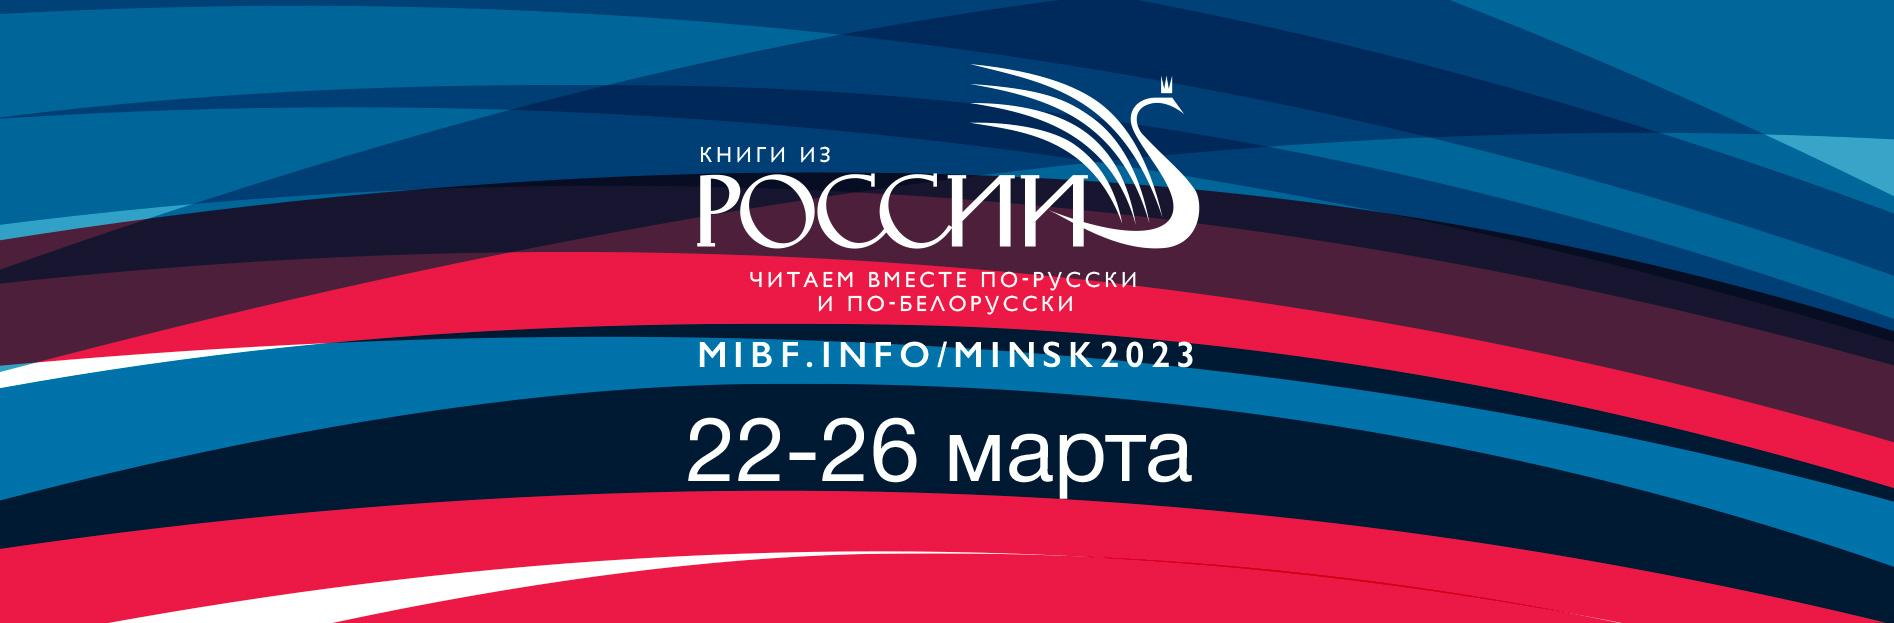 КНИГИ ИЗ
РОССИИ
ЧИТАЕМ ВМЕСТЕ ПО-РУССКИ
И ПО-БЕЛОРУССКИ
MIBF.INFO/MINSK2023
22-26 марта